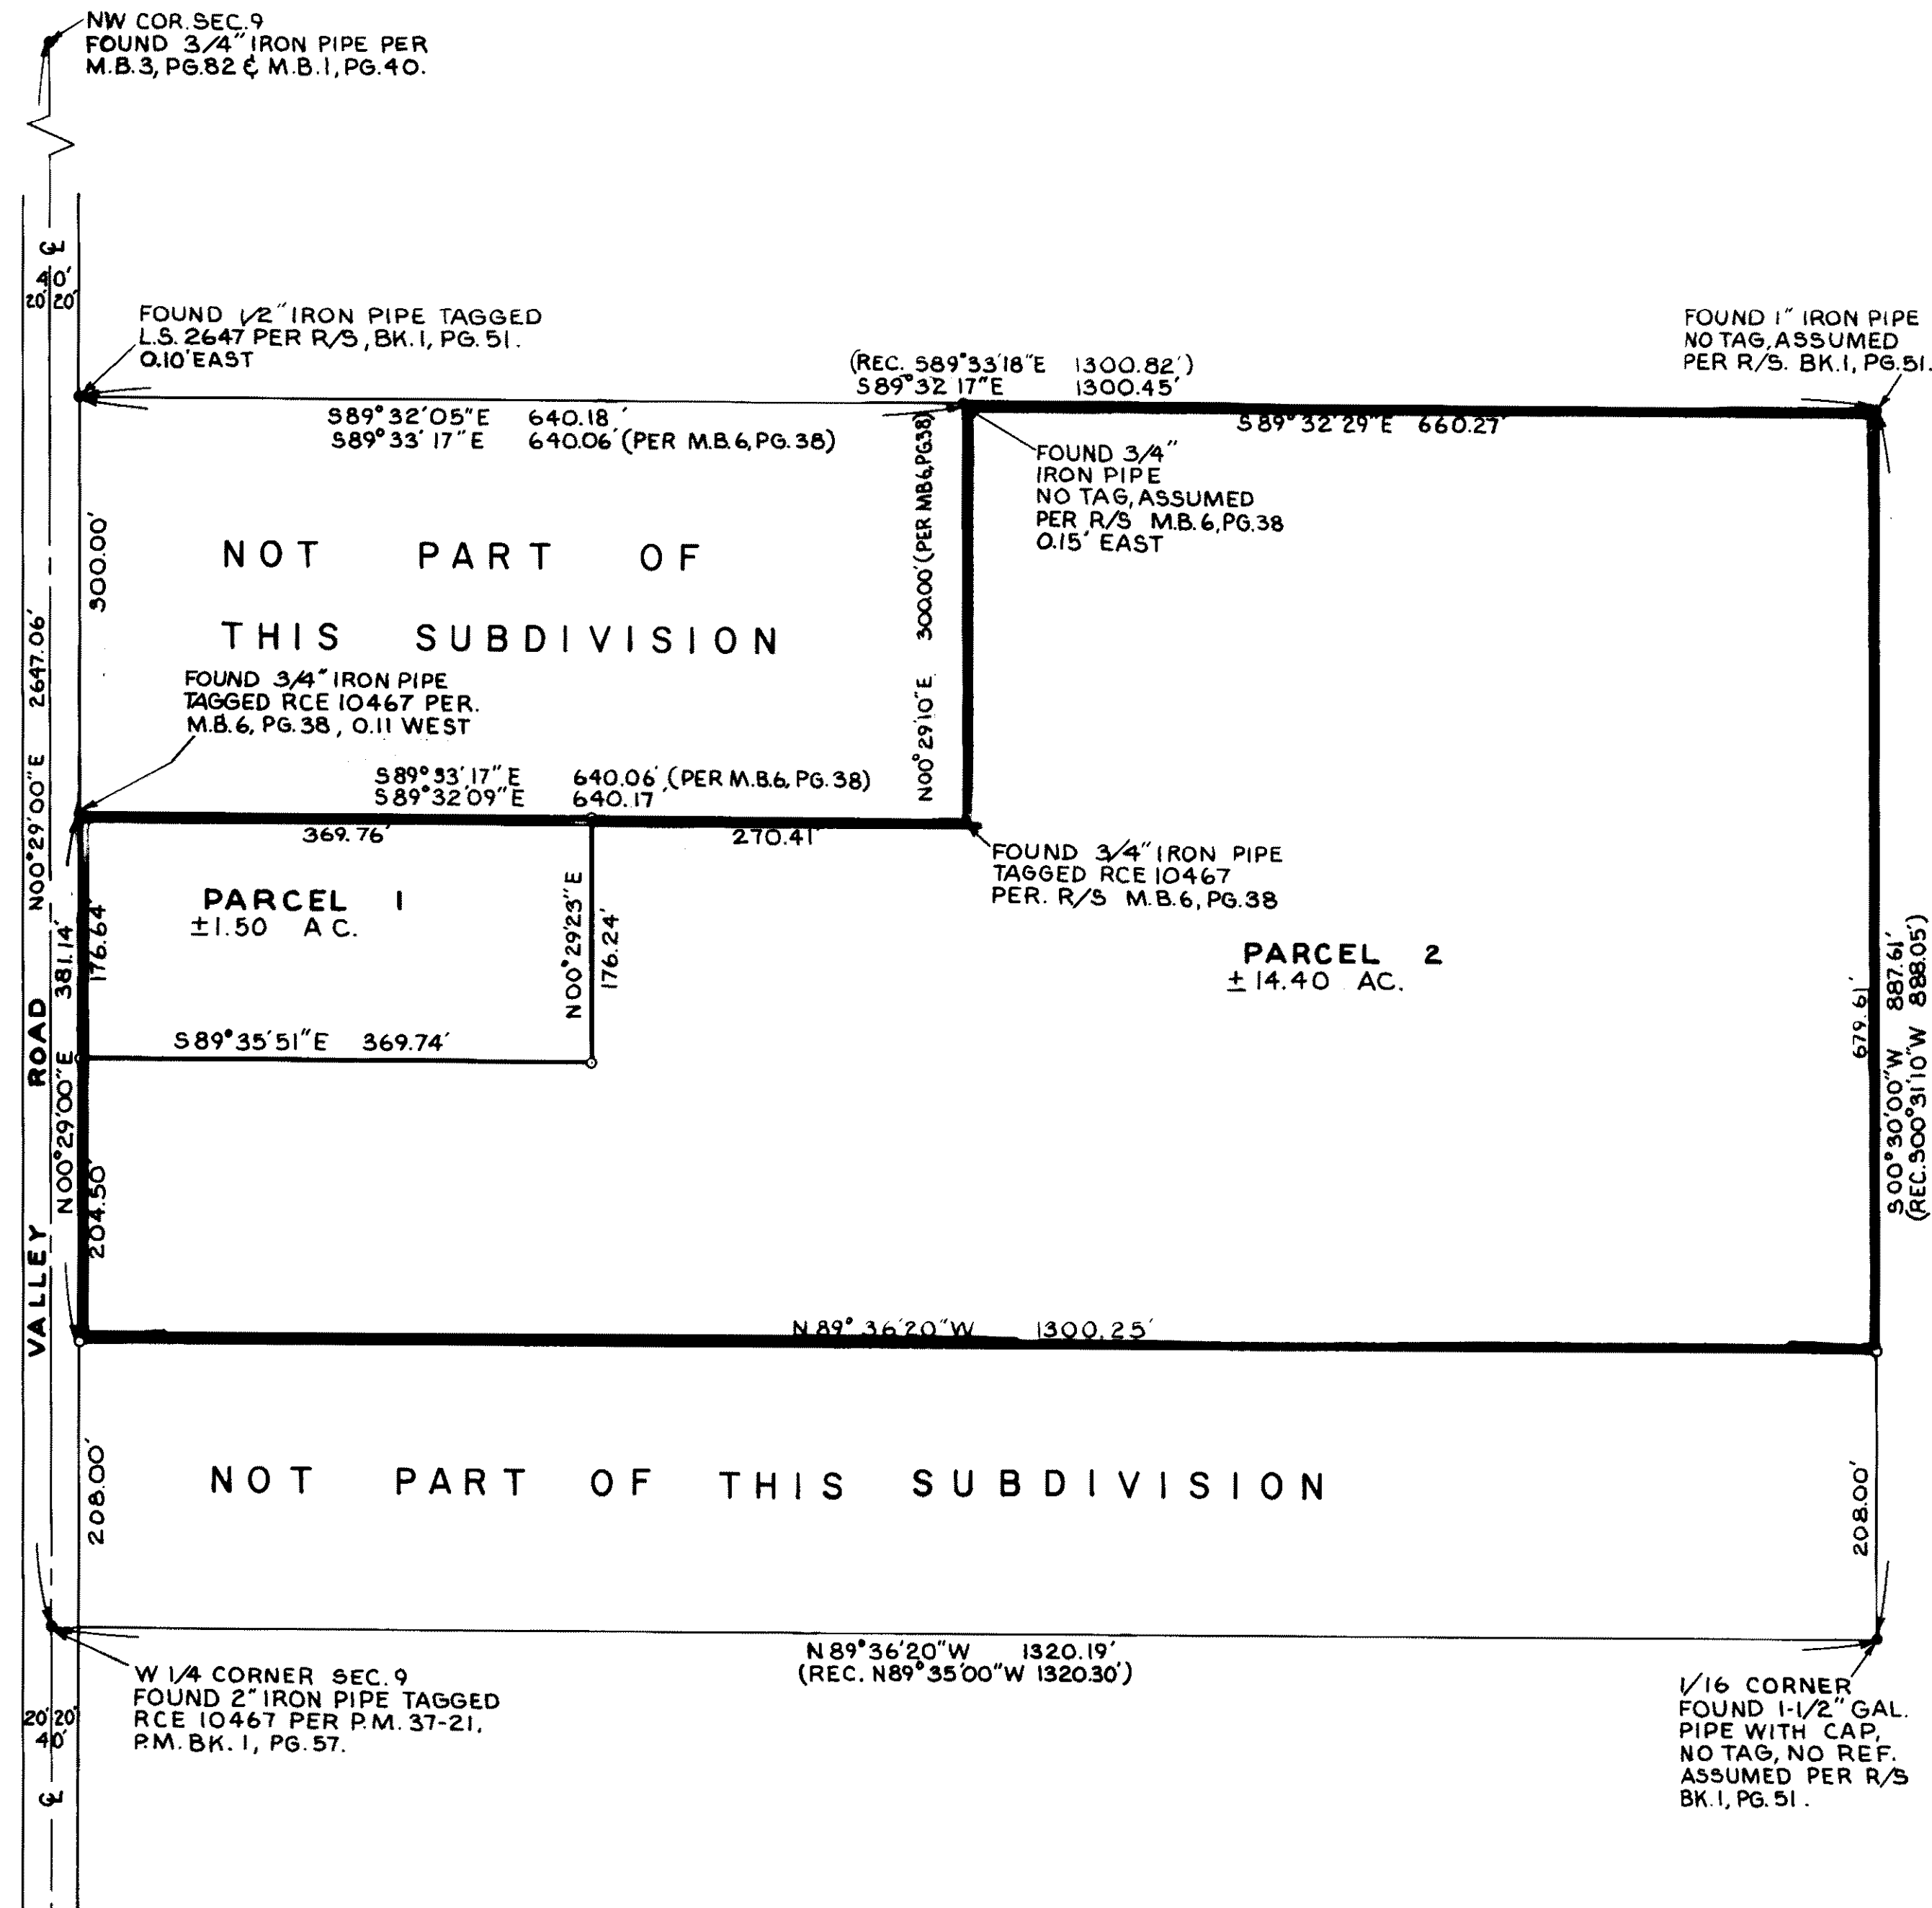 NW COR. SEC. 9
FOUND 3/4" IRON PIPE PER
M.B.3, PG.82 & M.B.1, PG.40.
℄
40'
20' 20'
FOUND 1/2" IRON PIPE TAGGED
L.S. 2647 PER R/S, BK.1, PG. 51.
0.10' EAST
FOUND 1" IRON PIPE
NO TAG, ASSUMED
PER R/S. BK.1, PG.51.
(REC. S89°33'18"E 1300.82')
S89°32'17"E 1300.45'
S89°32'05"E 640.18'
S89°33'17"E 640.06' (PER M.B.6, PG.38)
S89°32'29"E 660.27'
FOUND 3/4"
IRON PIPE
NO TAG, ASSUMED
PER R/S M.B.6, PG.38
0.15' EAST
N00°29'10"E 300.00' (PER M.B.6, PG.38)
300.00'
NOT PART OF
THIS SUBDIVISION
FOUND 3/4" IRON PIPE
TAGGED RCE 10467 PER.
M.B.6, PG.38, 0.11 WEST
N00°29'00"E 2647.06'
S89°33'17"E 640.06' (PER M.B.6, PG.38)
S89°32'09"E 640.17'
369.76'
270.41'
FOUND 3/4" IRON PIPE
TAGGED RCE 10467
PER. R/S M.B.6, PG.38
PARCEL 1
±1.50 AC.
N00°29'23"E
176.24'
176.64'
N00°29'00"E 381.14'
PARCEL 2
± 14.40 AC.
S89°35'51"E 369.74'
679.61'
S00°30'00"W 887.61'
(REC. S00°31'10"W 888.05')
204.50'
VALLEY ROAD
N89°36'20"W 1300.25'
208.00'
NOT PART OF THIS SUBDIVISION
208.00'
N89°36'20"W 1320.19'
(REC. N89°35'00"W 1320.30')
W 1/4 CORNER SEC. 9
FOUND 2" IRON PIPE TAGGED
RCE 10467 PER P.M. 37-21,
P.M. BK. 1, PG. 57.
20' 20'
40'
℄
1/16 CORNER
FOUND 1-1/2" GAL.
PIPE WITH CAP,
NO TAG, NO REF.
ASSUMED PER R/S
BK.1, PG. 51.